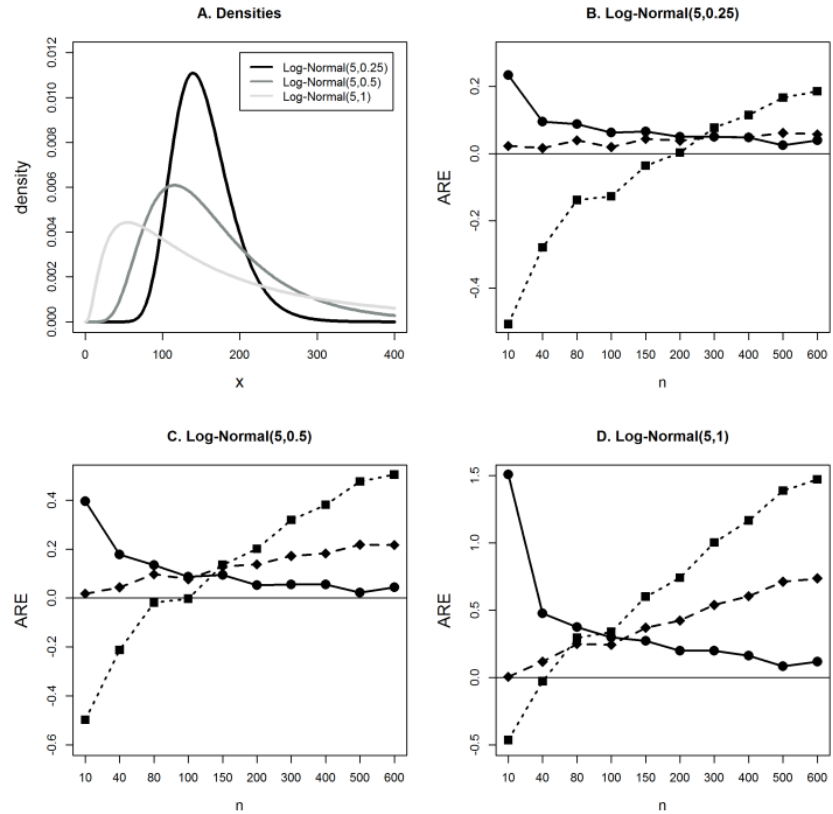 A. Densities
density
0.000 0.002 0.004 0.006 0.008 0.010 0.012
Log-Normal(5,0.25)
Log-Normal(5,0.5)
Log-Normal(5,1)
0 100 200 300 400
x
B. Log-Normal(5,0.25)
ARE
-0.4 -0.2 0.0 0.2
10 40 80 100 150 200 300 400 500 600
n
C. Log-Normal(5,0.5)
ARE
-0.6 -0.4 -0.2 0.0 0.2 0.4
10 40 80 100 150 200 300 400 500 600
n
D. Log-Normal(5,1)
ARE
-0.5 0.0 0.5 1.0 1.5
10 40 80 100 150 200 300 400 500 600
n